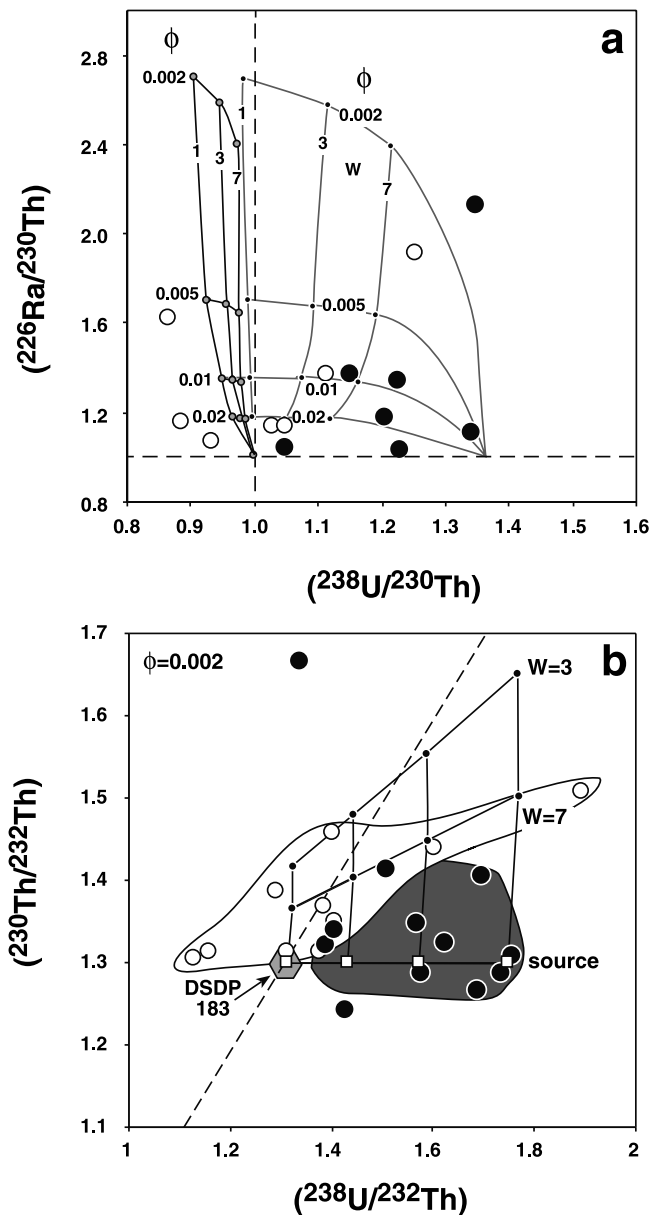 a
ϕ
ϕ
2.8
0.002
1
0.002
2.4
1
3
7
3
W
7
2.0
0.005
0.005
1.6
0.01
0.01
1.2
0.02
0.02
0.8
0.8 0.9 1.0 1.1 1.2 1.3 1.4 1.5 1.6
(226Ra/230Th)
(238U/230Th)
1.7
ϕ=0.002
b
W=3
1.6
1.5
W=7
1.4
1.3
source
DSDP
183
1.2
1.1
1 1.2 1.4 1.6 1.8 2
(230Th/232Th)
(238U/232Th)